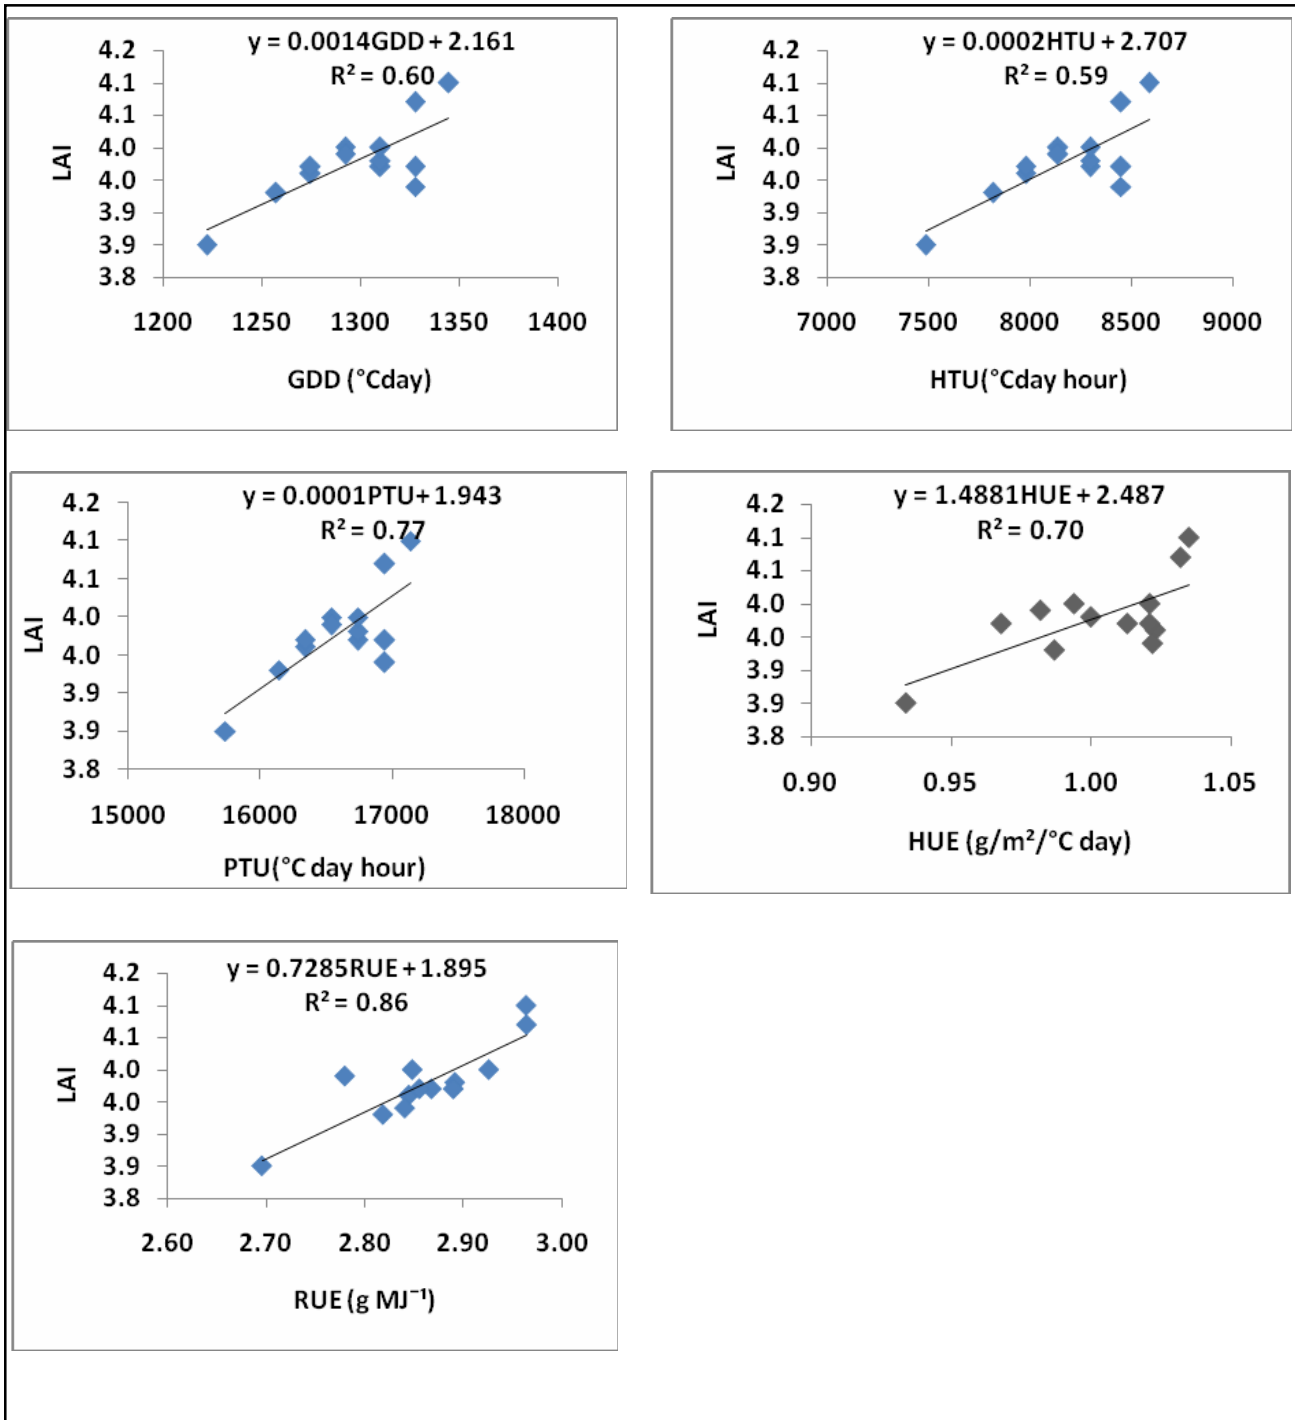 y = 0.0014GDD + 2.161
R² = 0.60
4.2
4.1
4.1
4.0
4.0
3.9
3.9
3.8
LAI
1200 1250 1300 1350 1400
GDD (°Cday)
y = 0.0002HTU + 2.707
R² = 0.59
4.2
4.1
4.1
4.0
4.0
3.9
3.9
3.8
LAI
7000 7500 8000 8500 9000
HTU(°Cday hour)
y = 0.0001PTU+ 1.943
R² = 0.77
4.2
4.1
4.1
4.0
4.0
3.9
3.9
3.8
LAI
15000 16000 17000 18000
PTU(°C day hour)
y = 1.4881HUE + 2.487
R² = 0.70
4.2
4.1
4.1
4.0
4.0
3.9
3.9
3.8
LAI
0.90 0.95 1.00 1.05
HUE (g/m²/°C day)
y = 0.7285RUE + 1.895
R² = 0.86
4.2
4.1
4.1
4.0
4.0
3.9
3.9
3.8
LAI
2.60 2.70 2.80 2.90 3.00
RUE (g MJ⁻¹)